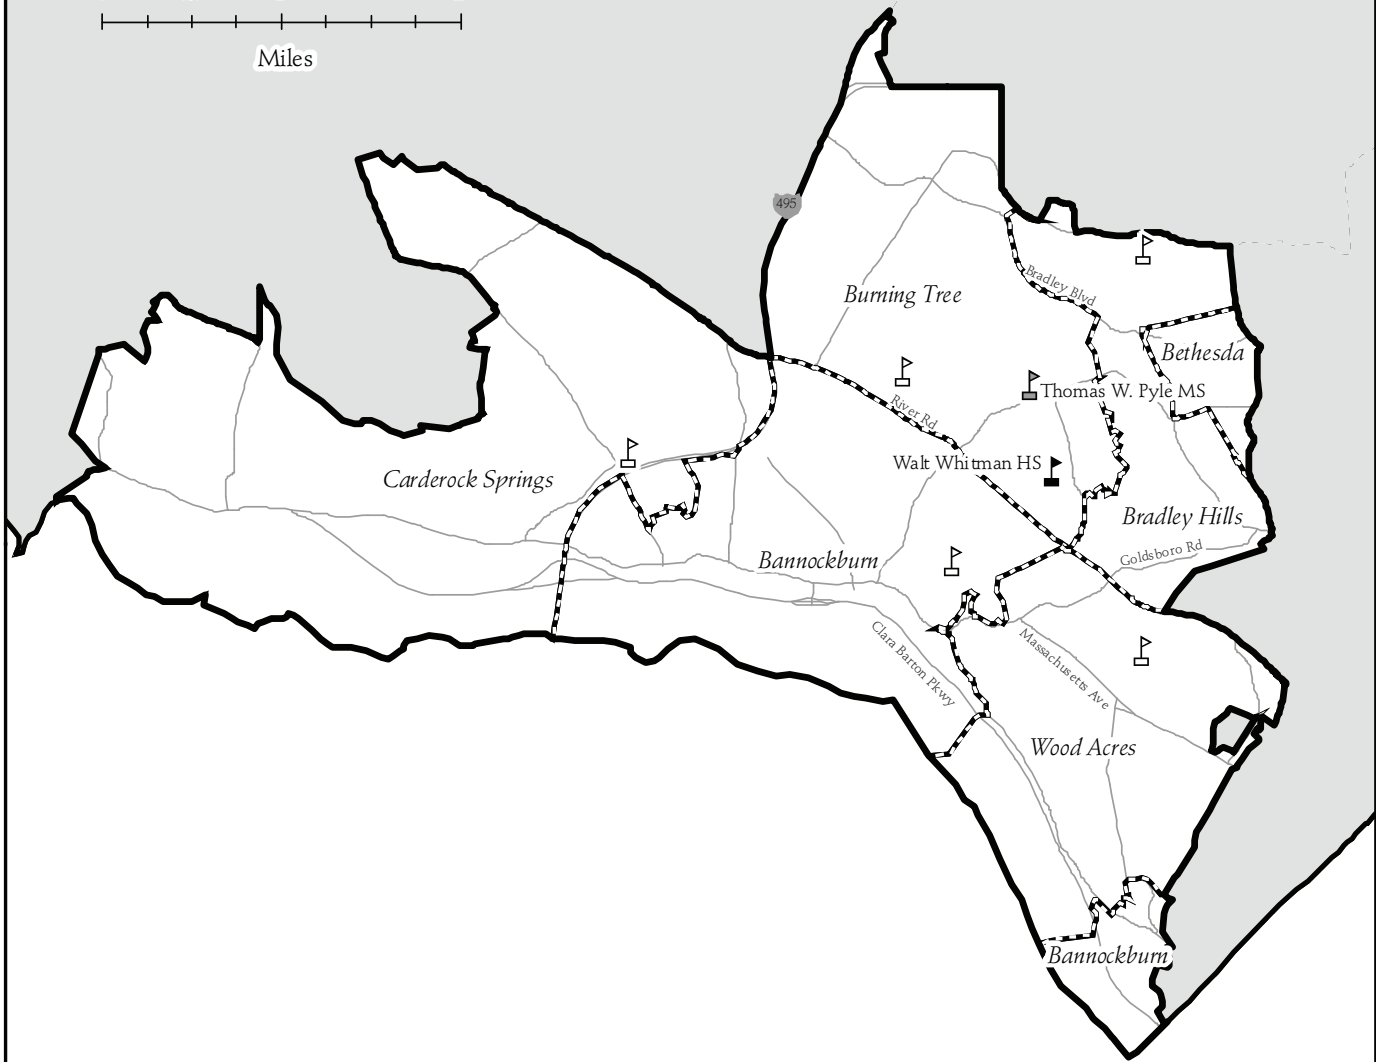 Miles
495
Burning Tree
Bradley Blvd
Bethesda
Thomas W. Pyle MS
River Rd
Walt Whitman HS
Carderock Springs
Bradley Hills
Goldsboro Rd
Bannockburn
Clara Barton Pkwy
Massachusetts Ave
Wood Acres
Bannockburn